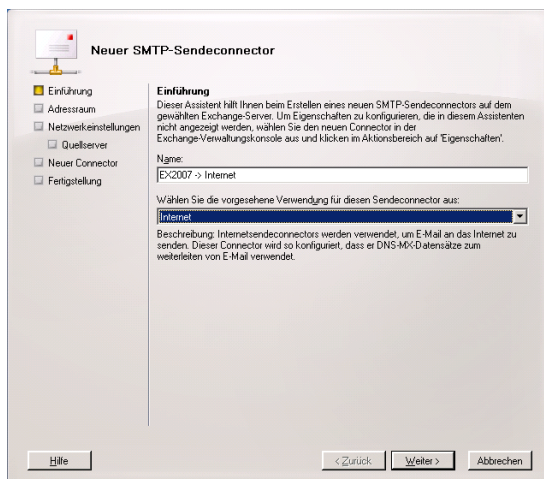 Neuer SMTP-Sendeconnector
Einführung
Adressraum
Netzwerkeinstellungen
Quellserver
Neuer Connector
Fertigstellung
Einführung
Dieser Assistent hilft Ihnen beim Erstellen eines neuen SMTP-Sendeconnectors auf dem
gewählten Exchange-Server. Um Eigenschaften zu konfigurieren, die in diesem Assistenten
nicht angezeigt werden, wählen Sie den neuen Connector in der
Exchange-Verwaltungskonsole aus und klicken im Aktionsbereich auf 'Eigenschaften'.
Name:
EX2007 -> Internet
Wählen Sie die vorgesehene Verwendung für diesen Sendeconnector aus:
Internet
Beschreibung: Internetsendeconnectors werden verwendet, um E-Mail an das Internet zu
senden. Dieser Connector wird so konfiguriert, dass er DNS-MX-Datensätze zum
weiterleiten von E-Mail verwendet.
Hilfe
< Zurück
Weiter >
Abbrechen